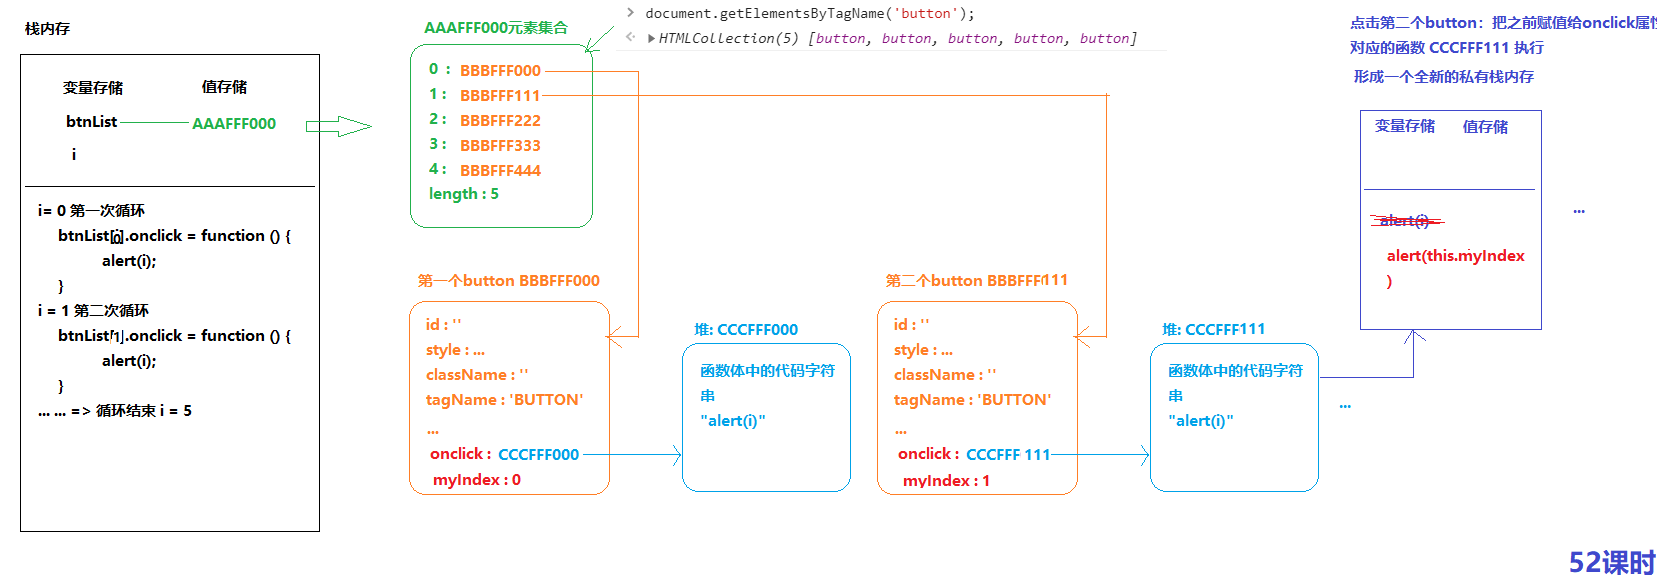 栈内存
变量存储 值存储
btnList AAAFFF000
i
i= 0 第一次循环
btnList[0].onclick = function () {
alert(i);
}
i = 1 第二次循环
btnList[1].onclick = function () {
alert(i);
}
... ... => 循环结束 i = 5
AAAFFF000元素集合
0 : BBBFFF000
1 : BBBFFF111
2 : BBBFFF222
3 : BBBFFF333
4 : BBBFFF444
length : 5
> document.getElementsByTagName('button');
HTMLCollection(5) [button, button, button, button, button]
第一个button BBBFFF000
id : ''
style : ...
className : ''
tagName : 'BUTTON'
...
onclick : CCCFFF000
myIndex : 0
堆: CCCFFF000
函数体中的代码字符
串
"alert(i)"
第二个button BBBFFF111
id : ''
style : ...
className : ''
tagName : 'BUTTON'
...
onclick : CCCFFF 111
myIndex : 1
堆: CCCFFF111
函数体中的代码字符
串
"alert(i)"
...
点击第二个button：把之前赋值给onclick属性
对应的函数 CCCFFF111 执行
形成一个全新的私有栈内存
变量存储 值存储
alert(i)
alert(this.myIndex
)
...
52课时